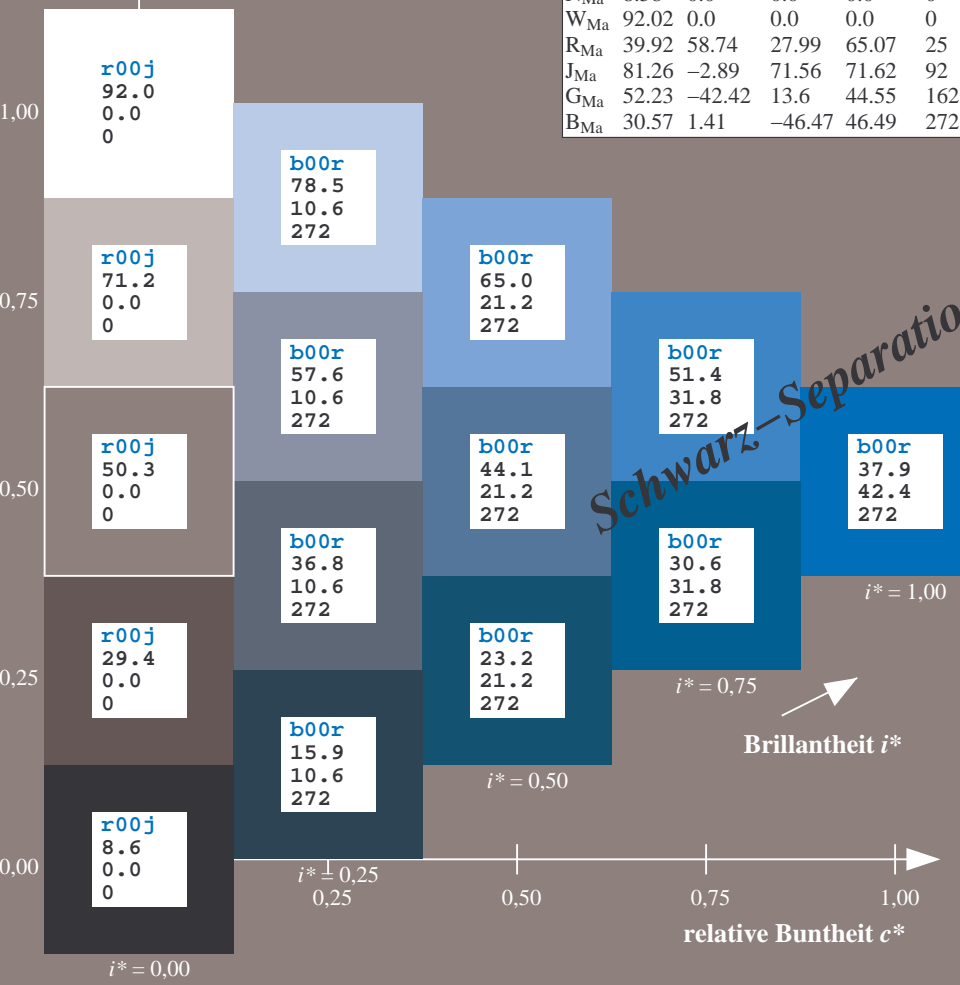 W_Ma 92.02 0.0 0.0 0.0 0
R_Ma 39.92 58.74 27.99 65.07 25
J_Ma 81.26 –2.89 71.56 71.62 92
G_Ma 52.23 –42.42 13.6 44.55 162
B_Ma 30.57 1.41 –46.47 46.49 272
1,00
r00j
92.0
0.0
0
b00r
78.5
10.6
272
0,75
r00j
71.2
0.0
0
b00r
65.0
21.2
272
b00r
57.6
10.6
272
b00r
51.4
31.8
272
Schwarz–Separatio
0,50
r00j
50.3
0.0
0
b00r
44.1
21.2
272
b00r
37.9
42.4
272
b00r
36.8
10.6
272
b00r
30.6
31.8
272
i* = 1,00
0,25
r00j
29.4
0.0
0
b00r
23.2
21.2
272
i* = 0,75
b00r
15.9
10.6
272
Brillantheit i*
i* = 0,50
0,00
r00j
8.6
0.0
0
i* = 0,25
0,25 0,50 0,75 1,00
relative Buntheit c*
i* = 0,00